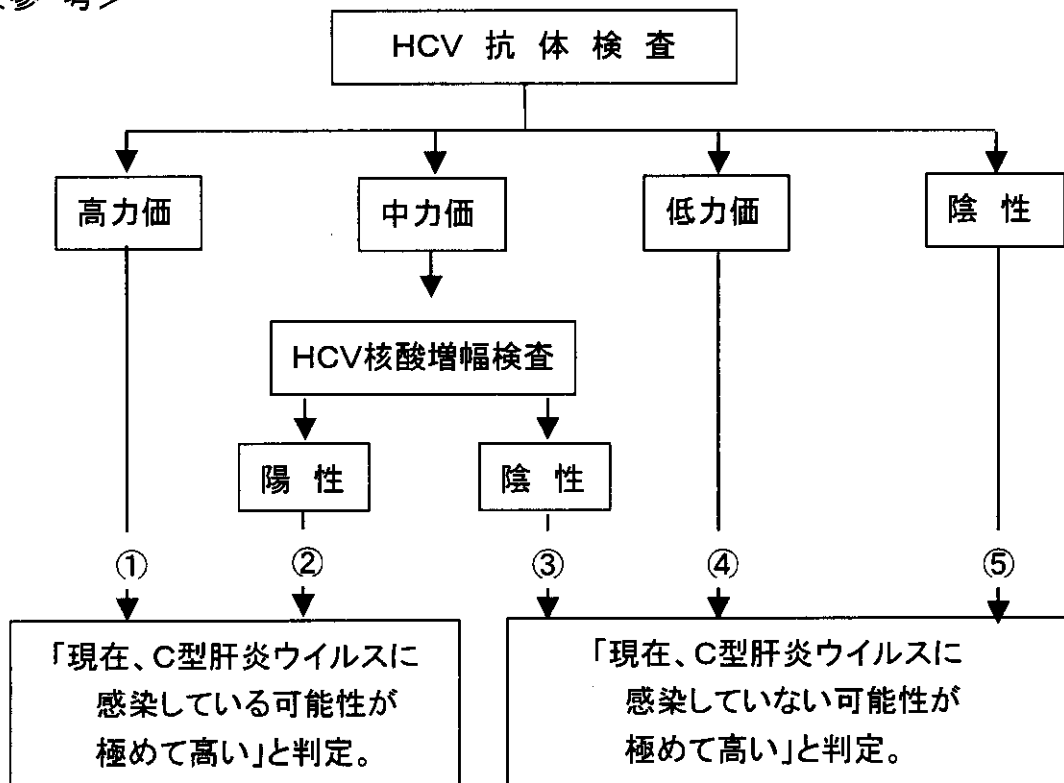 ＜参 考＞
HCV 抗 体 検 査
高力価
中力価
低力価
陰 性
HCV核酸増幅検査
陽 性
陰 性
①
②
③
④
⑤
「現在、C型肝炎ウイルスに
感染している可能性が
極めて高い」と判定。
「現在、C型肝炎ウイルスに
感染していない可能性が
極めて高い」と判定。